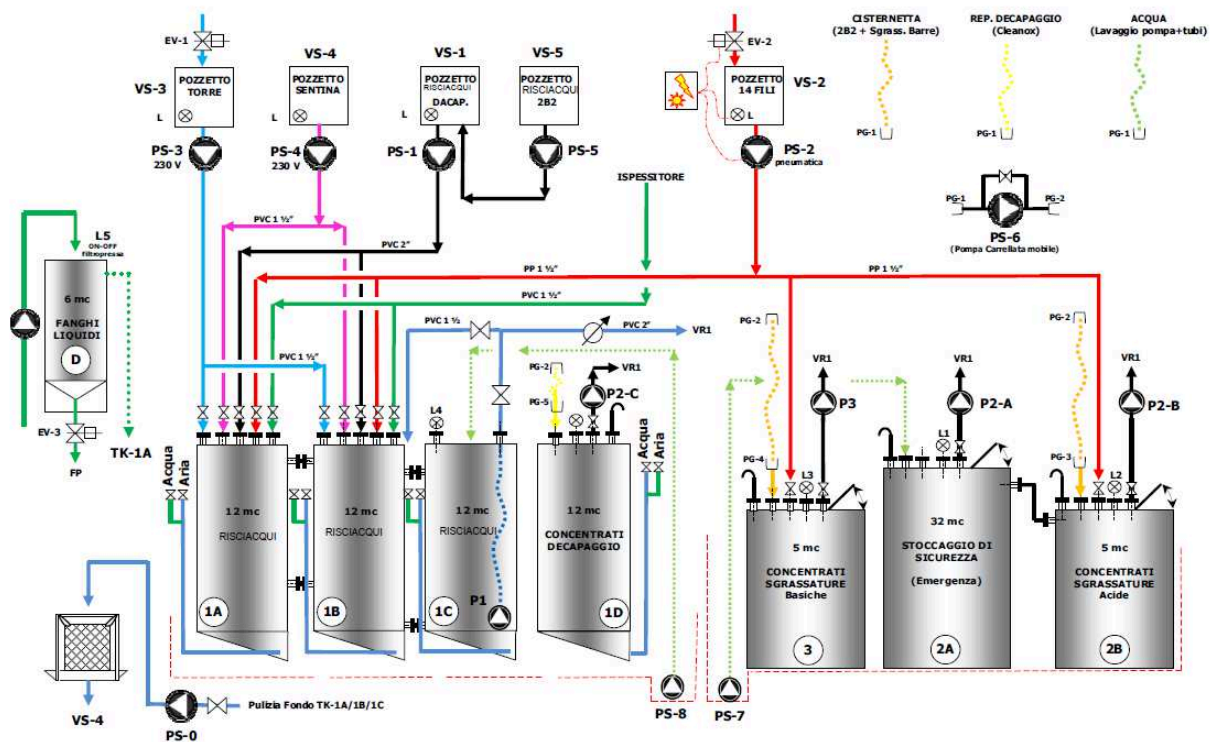 EV-1
VS-3
POZZETTO
TORRE
L
PS-3
230 V
VS-4
POZZETTO
SENTINA
L
PS-4
230 V
VS-1
POZZETTO
RISCIACQUI
DACAP.
L
PS-1
VS-5
POZZETTO
RISCIACQUI
2B2
PS-5
EV-2
POZZETTO
14 FILI
L
VS-2
PS-2
pneumatica
CISTERNETTA
(2B2 + Sgrass. Barre)
PG-1
REP. DECAPAGGIO
(Cleanox)
PG-1
ACQUA
(Lavaggio pompa+tubi)
PG-1
PG-1
PG-2
PS-6
(Pompa Carrellata mobile)
ISPESSITORE
PVC 1 ½"
PVC 2"
PP 1 ½"
PP 1 ½"
PVC 1 ½"
PVC 1 ½
PVC 2"
VR1
PVC 1 ½"
L5
ON-OFF
filtropressa
6 mc
FANGHI
LIQUIDI
D
EV-3
FP
TK-1A
Acqua
Aria
12 mc
RISCIACQUI
1A
12 mc
RISCIACQUI
1B
L4
12 mc
RISCIACQUI
1C
P1
PG-2
PG-5
VR1
P2-C
12 mc
CONCENTRATI
DECAPAGGIO
1D
Acqua
Aria
PG-2
PG-4
VR1
P3
L3
5 mc
CONCENTRATI
SGRASSATURE
Basiche
3
VR1
P2-A
L1
32 mc
STOCCAGGIO DI
SICUREZZA
(Emergenza)
2A
PG-2
PG-3
VR1
P2-B
L2
5 mc
CONCENTRATI
SGRASSATURE
Acide
2B
VS-4
PS-0
Pulizia Fondo TK-1A/1B/1C
PS-8
PS-7